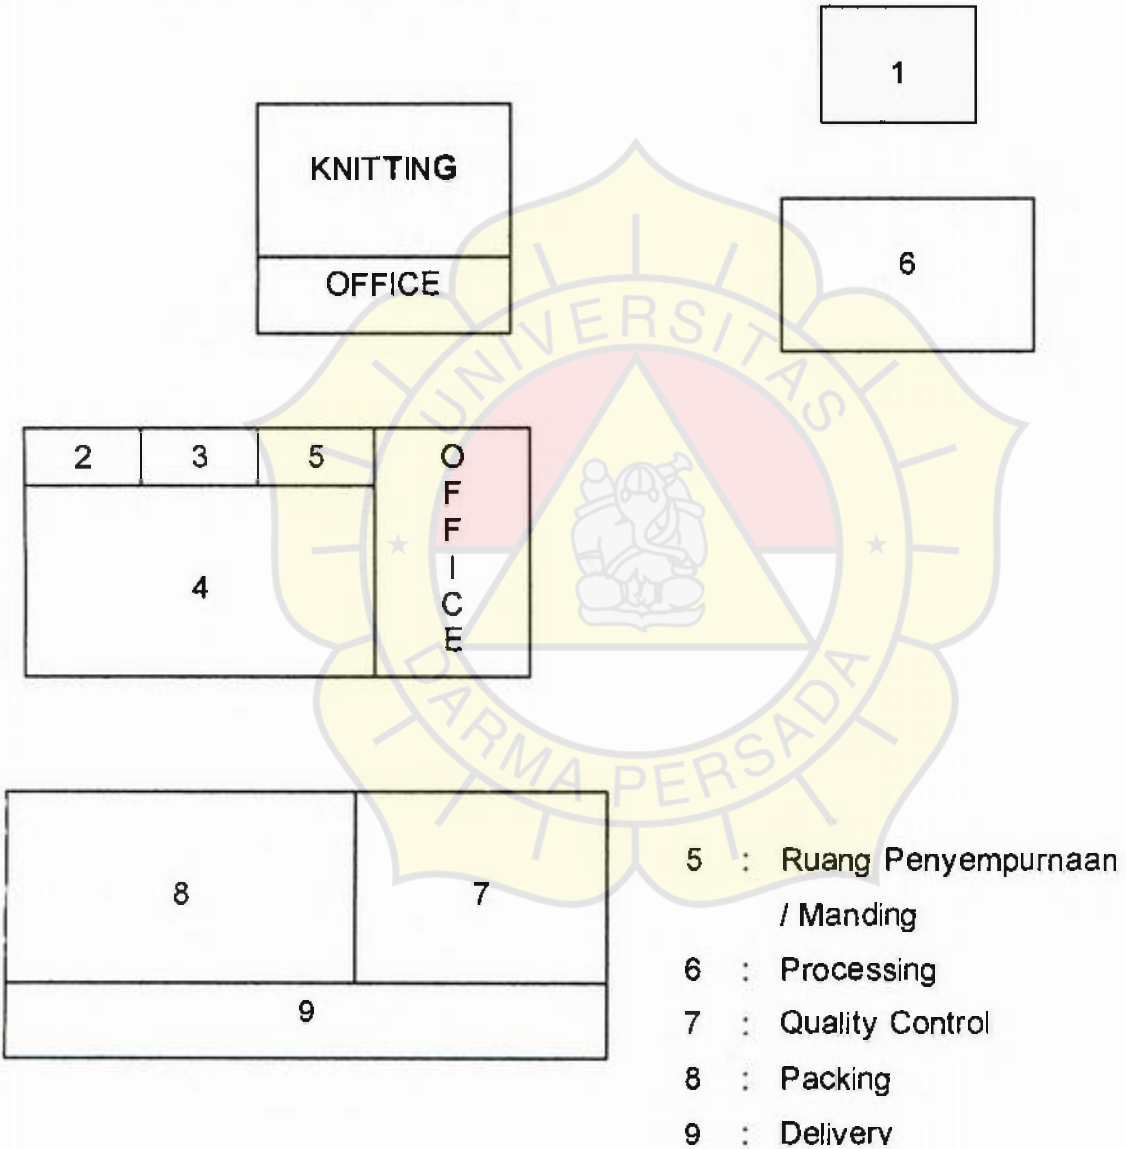 1
KNITTING
OFFICE
6
UNIVERSITAS
DARMA PERSADA
2 3 5
4
O
F
F
I
C
E
8 7
9
5 : Ruang Penyempurnaan
/ Manding
6 : Processing
7 : Quality Control
8 : Packing
9 : Delivery